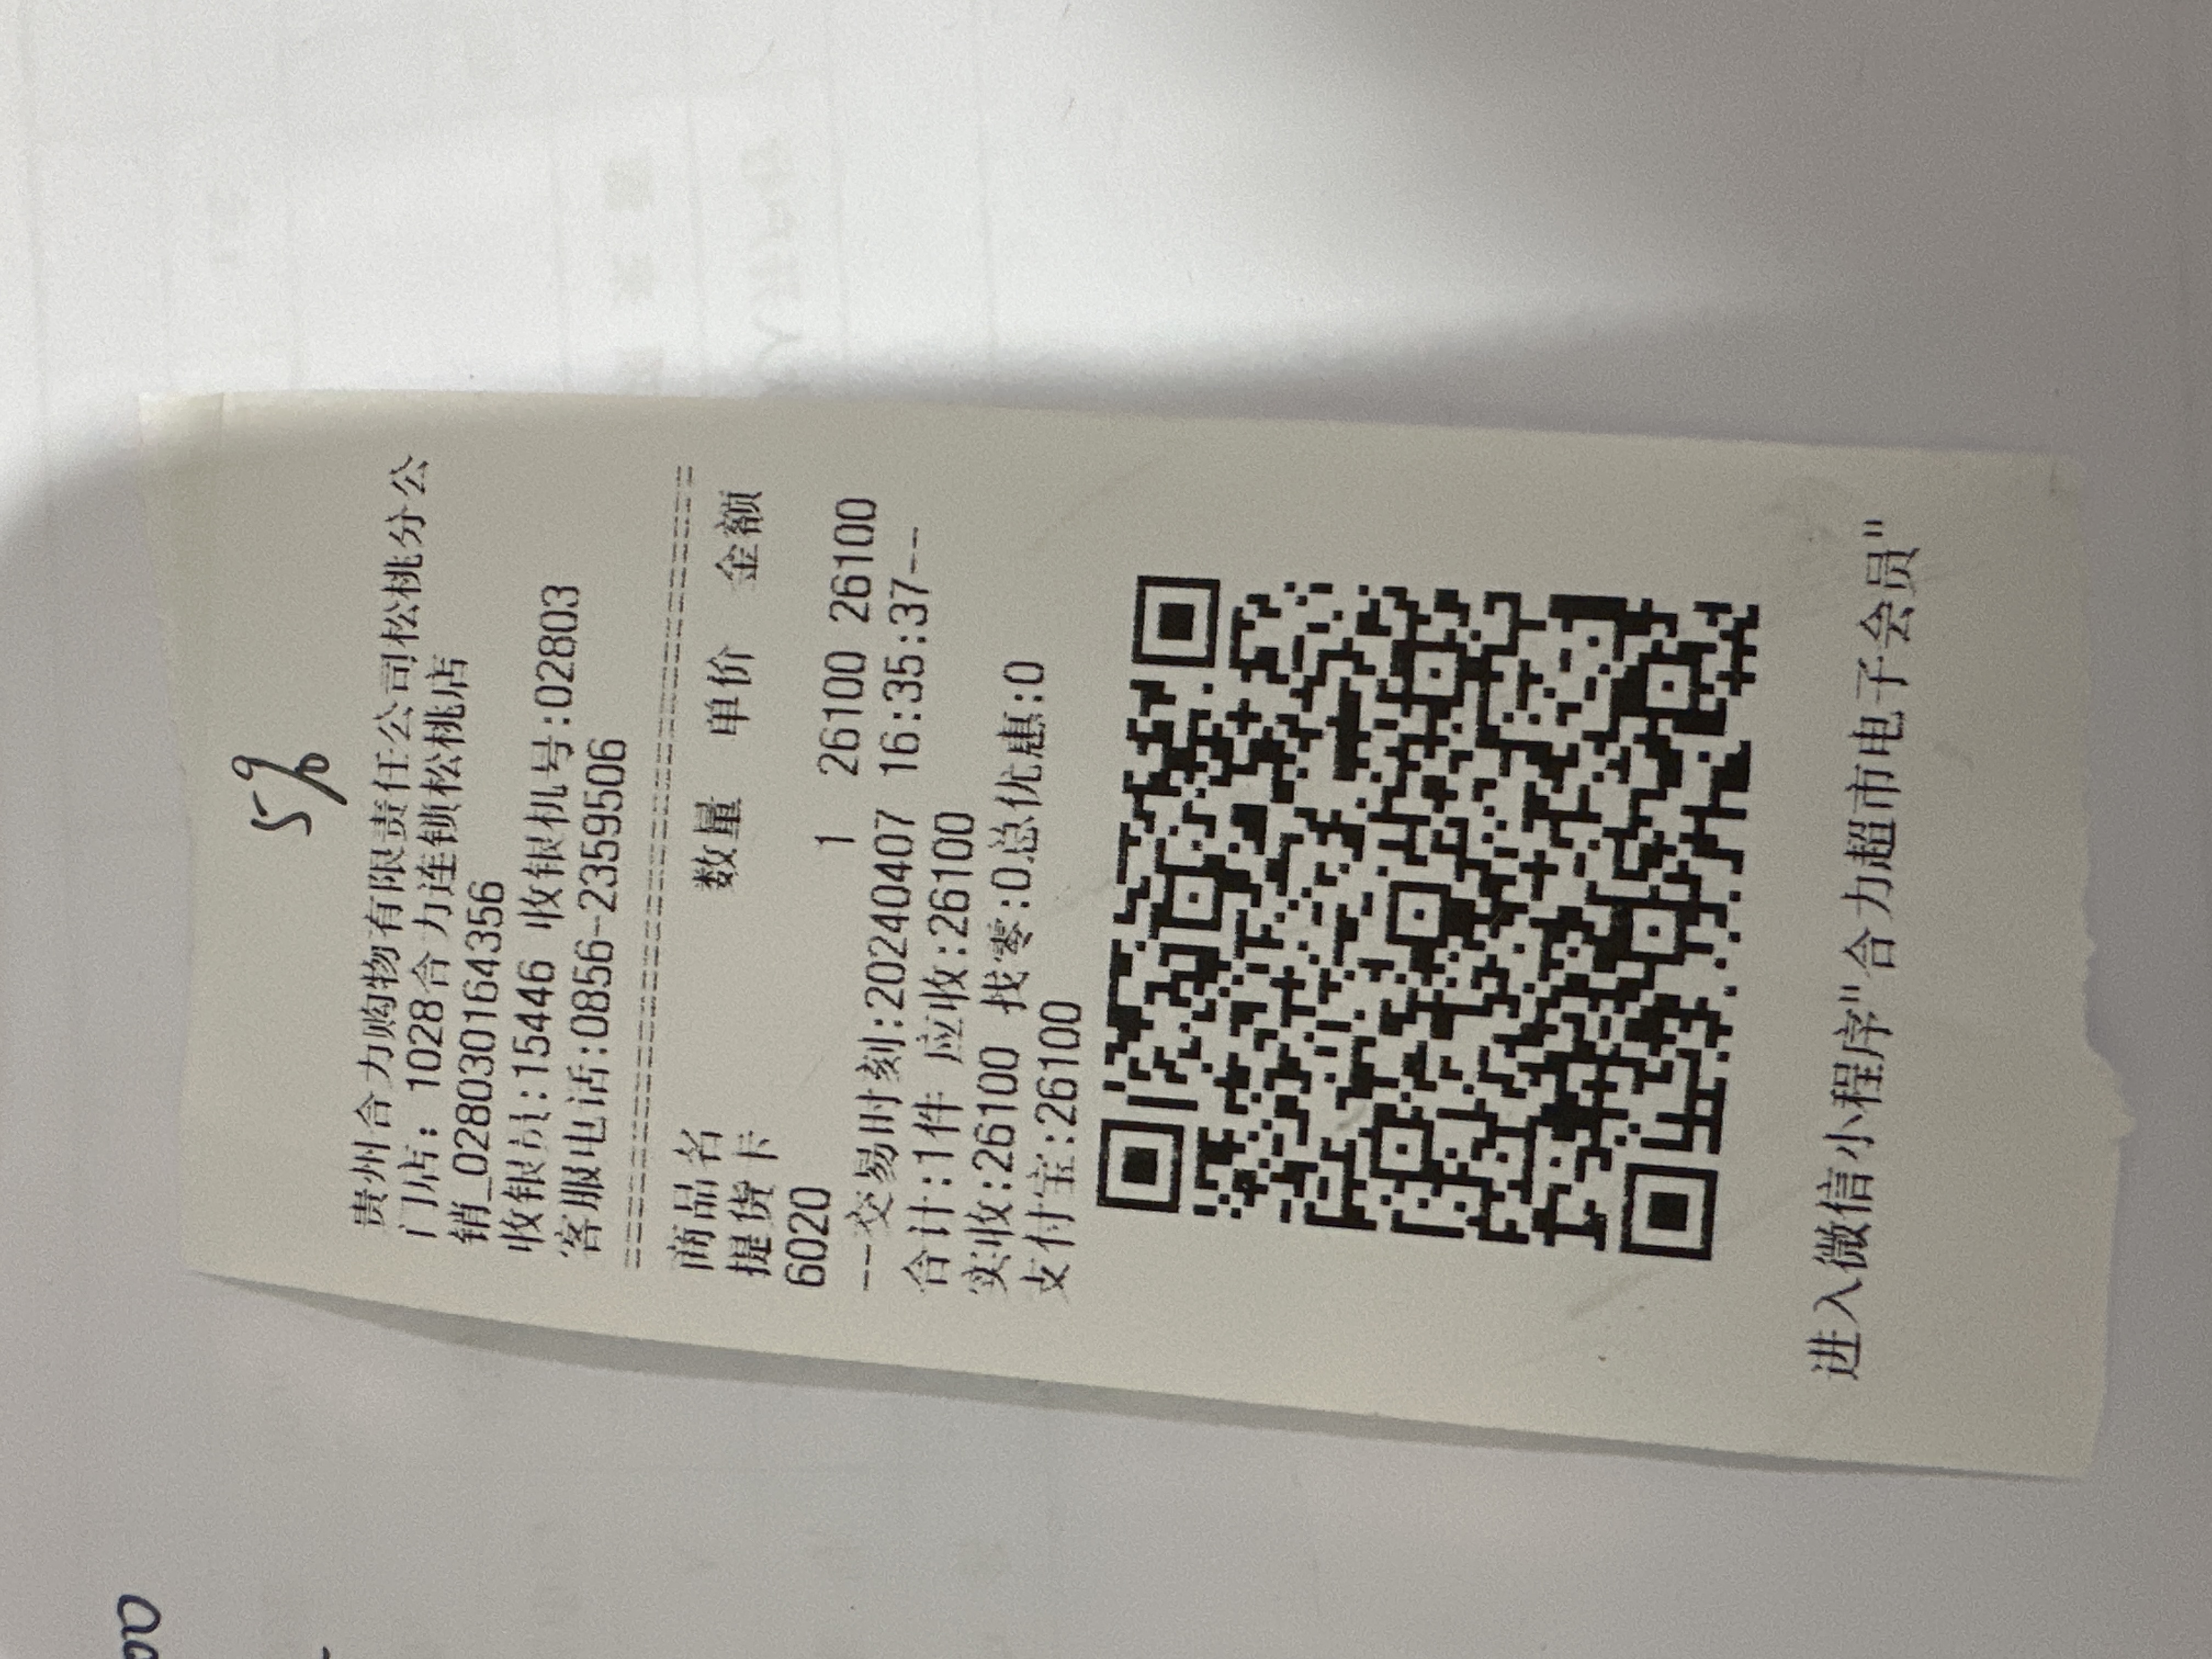 5%
贵州合力购物有限责任公司松桃分公
门店：1028合力连锁松桃店
销_028030164356
收银员:15446 收银机号:02803
客服电话:0856-2359506
================================
商品名 数量 单价 金额
提货卡
6020 1 26100 26100
--交易时刻:20240407 16:35:37--
合计:1件 应收:26100
实收:26100 找零:0总优惠:0
支付宝:26100
进入微信小程序"合力超市电子会员"